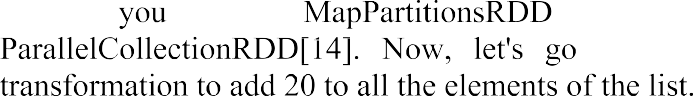 you MapPartitionsRDD
ParallelCollectionRDD[14]. Now, let's go
transformation to add 20 to all the elements of the list.